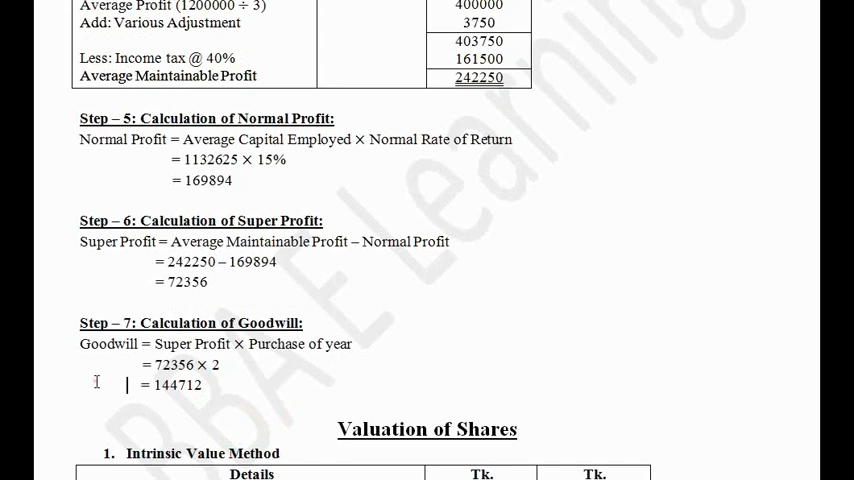 Average Profit (1200000 ÷ 3) 400000
Add: Various Adjustment 3750
403750
Less: Income tax @ 40% 161500
Average Maintainable Profit 242250
Step – 5: Calculation of Normal Profit:
Normal Profit = Average Capital Employed × Normal Rate of Return
= 1132625 × 15%
= 169894
Step – 6: Calculation of Super Profit:
Super Profit = Average Maintainable Profit – Normal Profit
= 242250 – 169894
= 72356
Step – 7: Calculation of Goodwill:
Goodwill = Super Profit × Purchase of year
= 72356 × 2
= 144712
Valuation of Shares
1. Intrinsic Value Method
Details Tk. Tk.
BBA E Learning